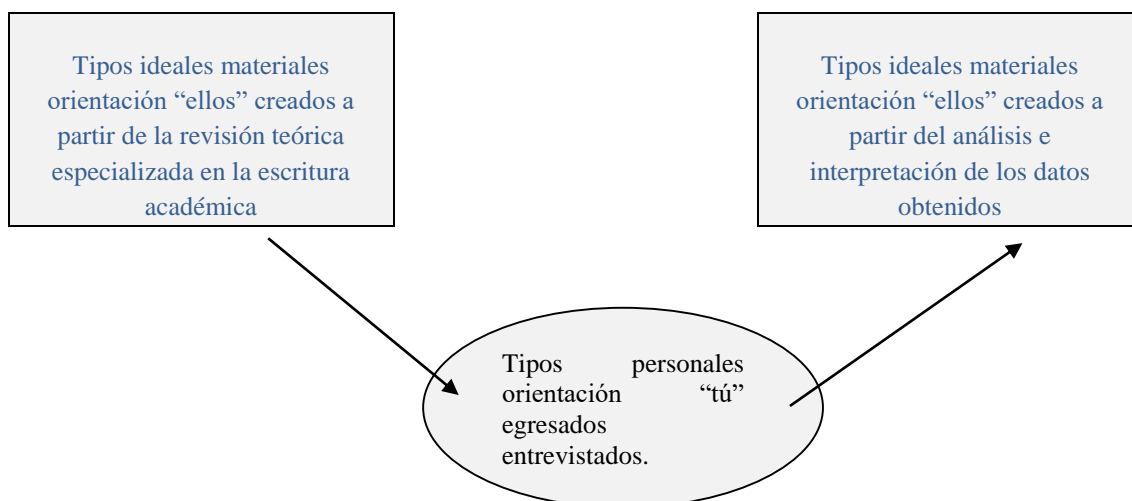 Tipos ideales materiales
orientación “ellos” creados a
partir de la revisión teórica
especializada en la escritura
académica
Tipos ideales materiales
orientación “ellos” creados a
partir del análisis e
interpretación de los datos
obtenidos
Tipos personales
orientación “tú”
egresados
entrevistados.